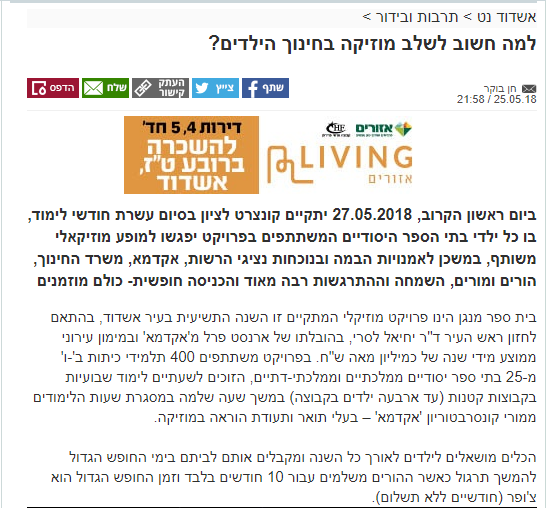 אשדוד נט > תרבות ובידור >
למה חשוב לשלב מוזיקה בחינוך הילדים?
שתף
צייץ
העתק קישור
שלח
הדפס
חן בוקר
25.05.18 / 21:58
דירות 5,4 חד'
להשכרה
ברובע ט"ז,
אשדוד
אזורים
LIVING
אזורים
ביום ראשון הקרוב, 27.05.2018 יתקיים קונצרט לציון בסיום עשרת חודשי לימוד,
בו כל ילדי בתי הספר היסודיים המשתתפים בפרויקט יפגשו למופע מוזיקאלי
משותף, במשכן לאמנויות הבמה ובנוכחות נציגי הרשות, אקדמא, משרד החינוך,
הורים ומורים, השמחה וההתרגשות רבה מאוד והכניסה חופשית- כולם מוזמנים
בית ספר מנגן הינו פרויקט מוזיקלי המתקיים זו השנה התשיעית בעיר אשדוד, בהתאם
לחזון ראש העיר ד"ר יחיאל לסרי, בהובלתו של ארנסט פרל מ'אקדמא' ובמימון עירוני
ממוצע מידי שנה של כמיליון מאה ש"ח. בפרויקט משתתפים 400 תלמידי כיתות ב'-ו'
מ-25 בתי ספר יסודיים ממלכתיים וממלכתי-דתיים, הזוכים לשעתיים לימוד שבועיות
בקבוצות קטנות (עד ארבעה ילדים בקבוצה) במשך שעה שלמה במסגרת שעות הלימודים
ממורי קונסרבטוריון 'אקדמא' – בעלי תואר ותעודת הוראה במוזיקה.
הכלים מושאלים לילדים לאורך כל השנה ומקבלים אותם לביתם בימי החופש הגדול
להמשך תרגול כאשר ההורים משלמים עבור 10 חודשים בלבד וזמן החופש הגדול הוא
צ'ופר (חודשיים ללא תשלום).